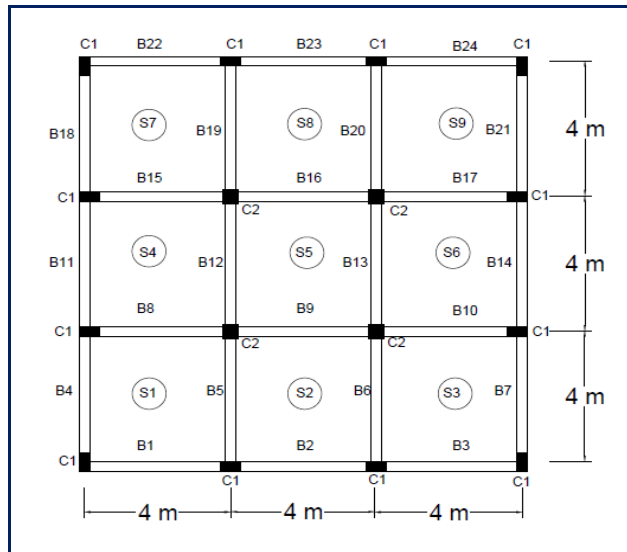 C1 B22 C1 B23 C1 B24 C1
B18 S7 B19 S8 B20 S9 B21 4 m
B15 B16 B17
C1 C2 C2 C1
B11 S4 B12 S5 B13 S6 B14 4 m
B8 B9 B10
C1 C2 C2 C1
B4 S1 B5 S2 B6 S3 B7 4 m
B1 B2 B3
C1 C1 C1 C1
4 m 4 m 4 m